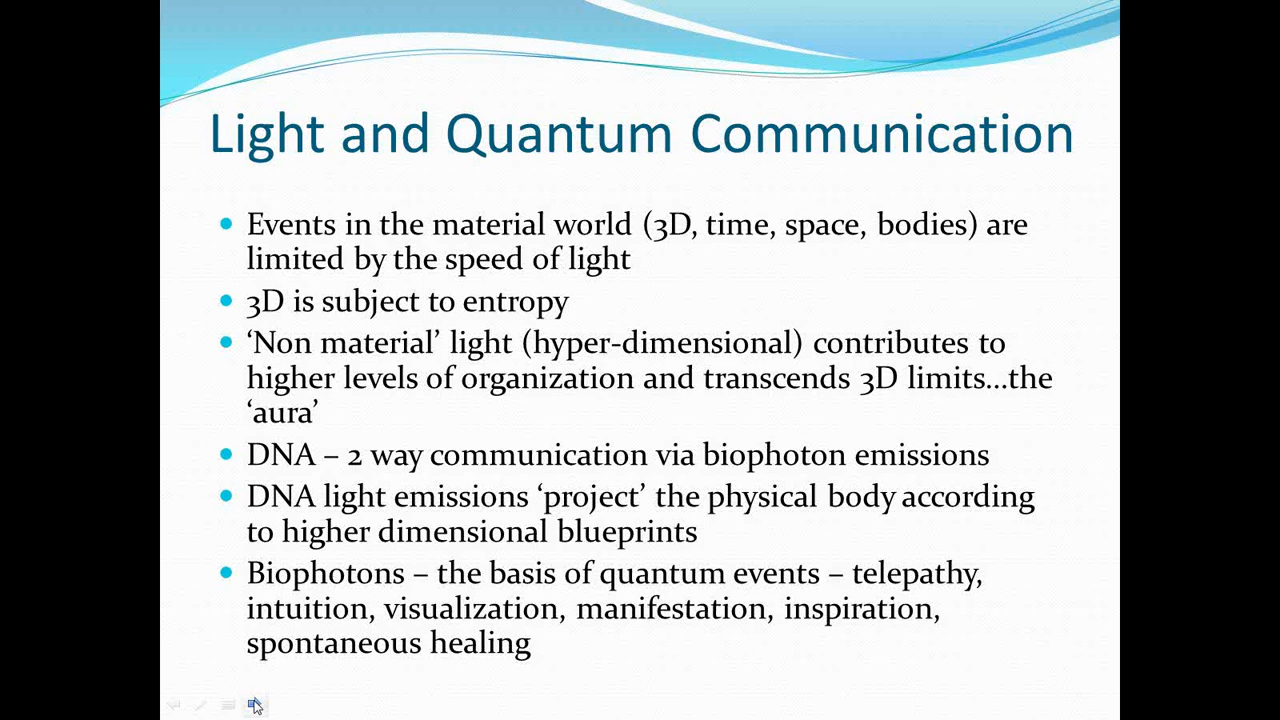 Light and Quantum Communication
• Events in the material world (3D, time, space, bodies) are
limited by the speed of light
• 3D is subject to entropy
• ‘Non material’ light (hyper-dimensional) contributes to
higher levels of organization and transcends 3D limits...the
‘aura’
• DNA – 2 way communication via biophoton emissions
• DNA light emissions ‘project’ the physical body according
to higher dimensional blueprints
• Biophotons – the basis of quantum events – telepathy,
intuition, visualization, manifestation, inspiration,
spontaneous healing